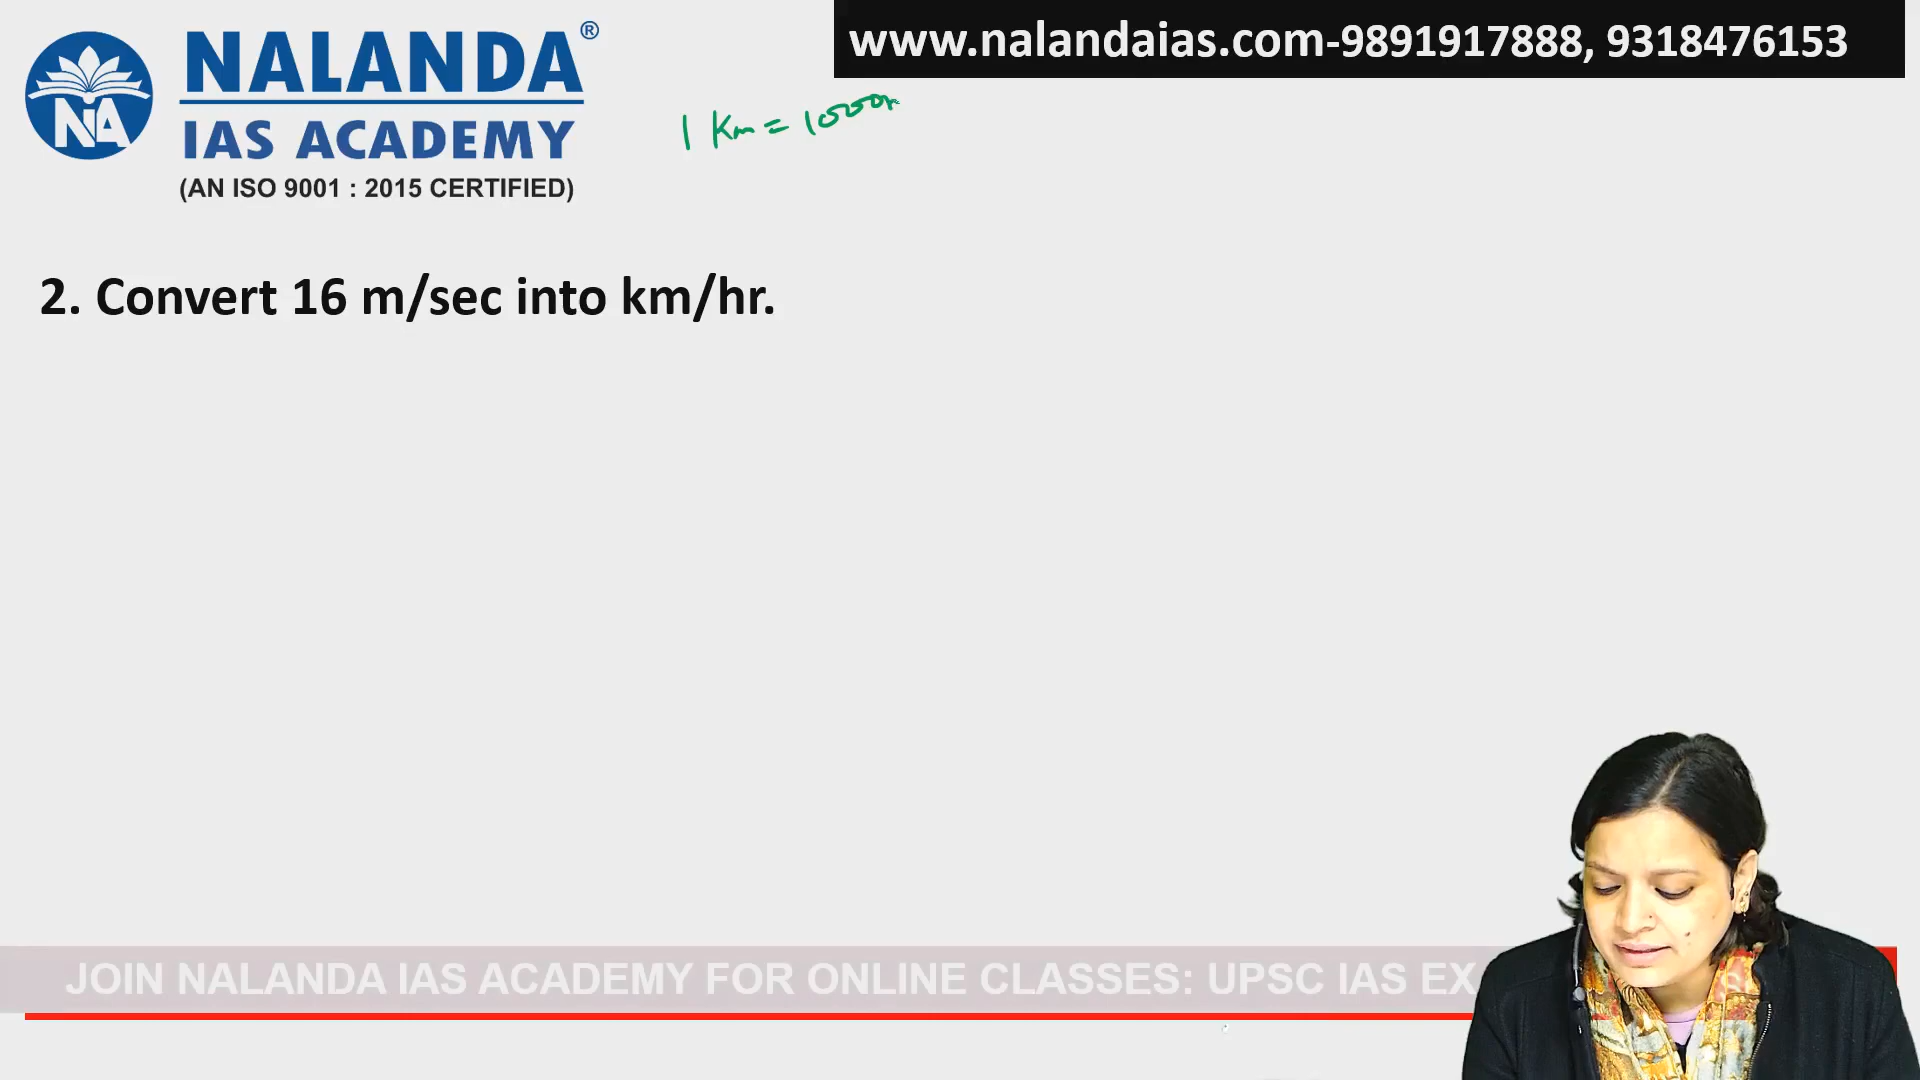 www.nalandaias.com-9891917888, 9318476153
NALANDA®
IAS ACADEMY
(AN ISO 9001 : 2015 CERTIFIED)
NA
1 Km = 1000m
2. Convert 16 m/sec into km/hr.
JOIN NALANDA IAS ACADEMY FOR ONLINE CLASSES: UPSC IAS EX